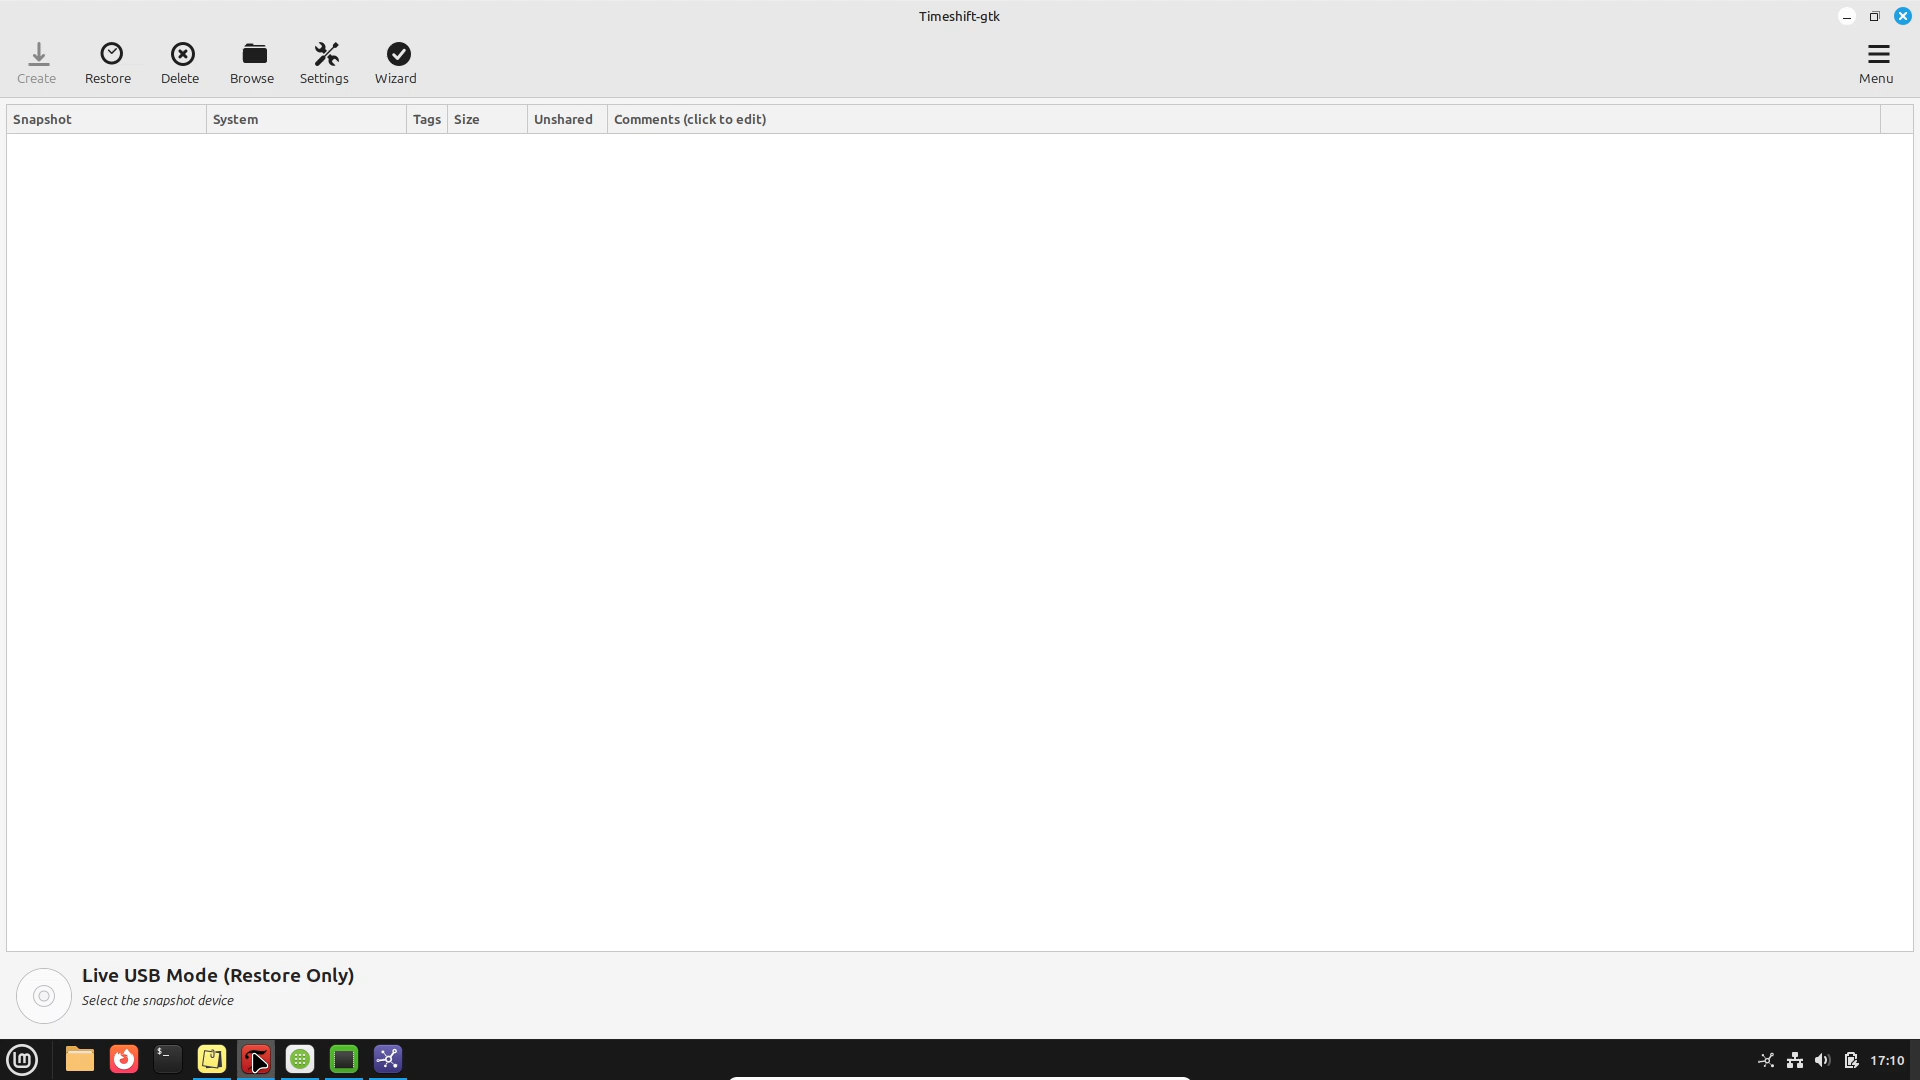 Timeshift-gtk
Create Restore Delete Browse Settings Wizard Menu
Snapshot System Tags Size Unshared Comments (click to edit)
Live USB Mode (Restore Only)
Select the snapshot device
17:10